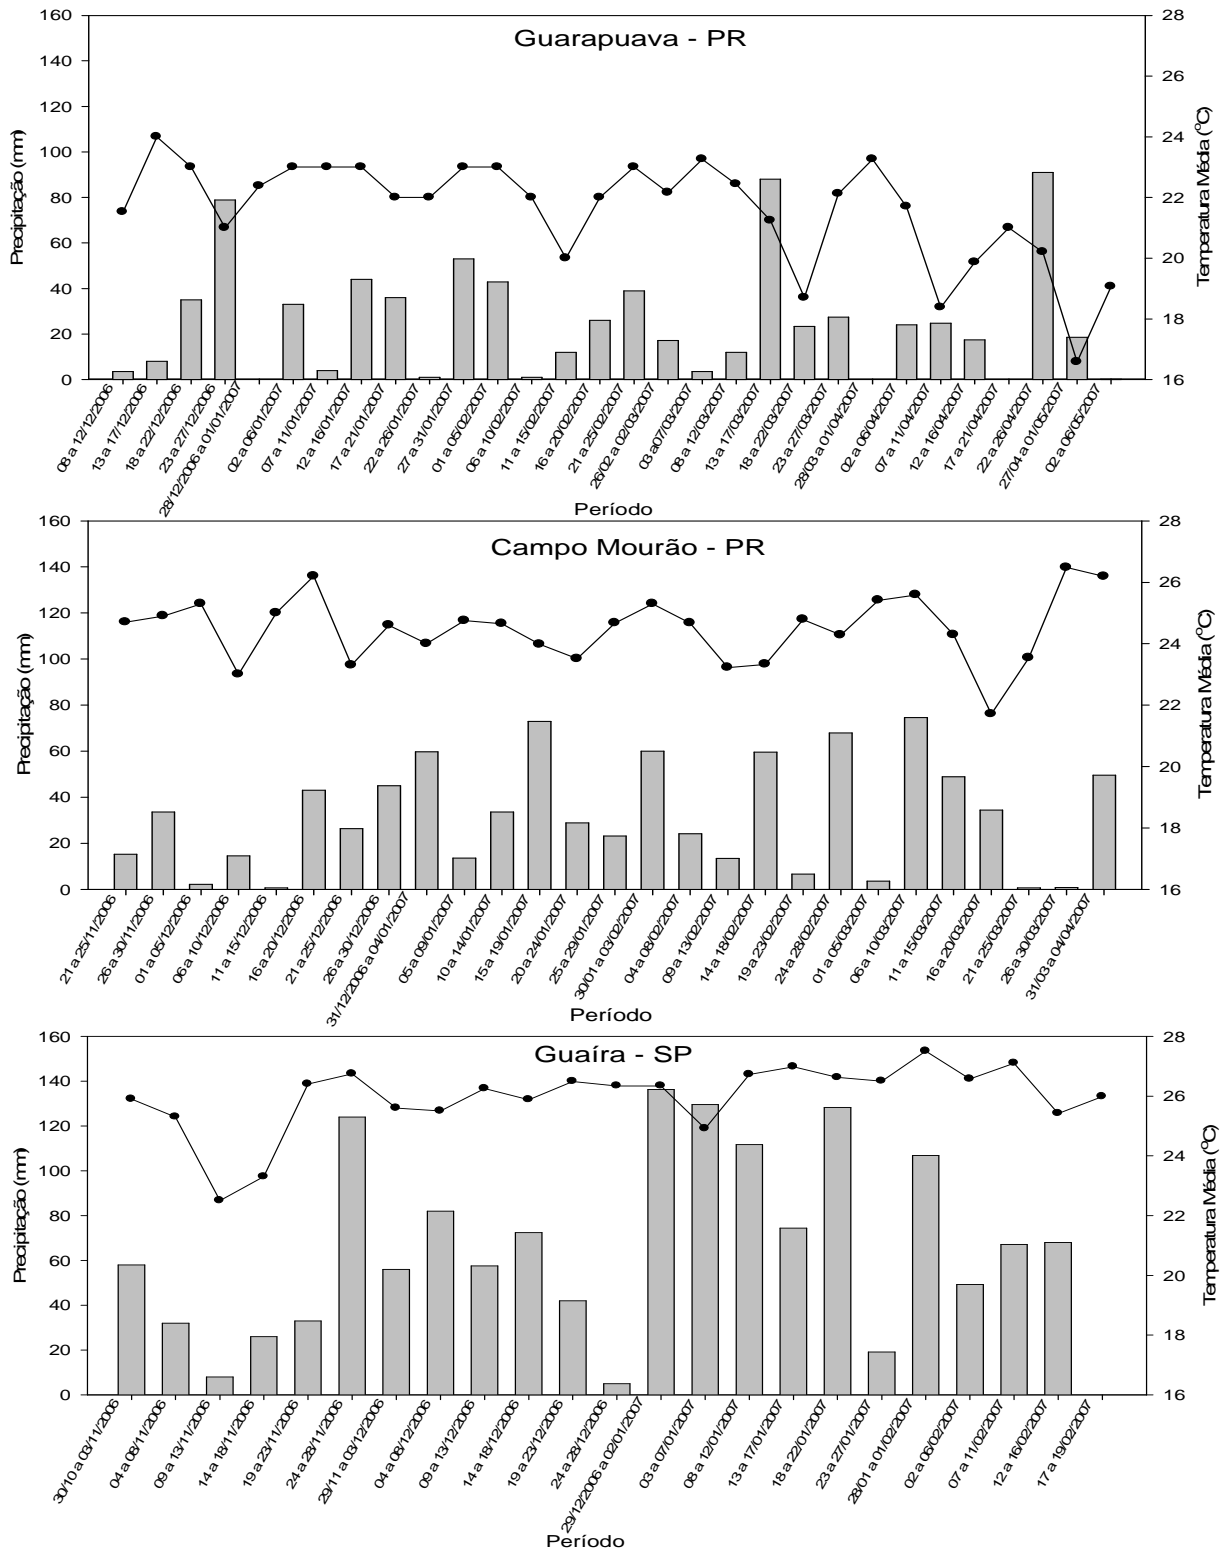 Guarapuava - PR
Precipitação (mm)
160
140
120
100
80
60
40
20
0
28
26
24
22
20
18
16
Temperatura Média (°C)
08 a 12/12/2006
13 a 17/12/2006
18 a 22/12/2006
23 a 27/12/2006
28/12/2006 a 01/01/2007
02 a 06/01/2007
07 a 11/01/2007
12 a 16/01/2007
17 a 21/01/2007
22 a 26/01/2007
27 a 31/01/2007
01 a 05/02/2007
06 a 10/02/2007
11 a 15/02/2007
16 a 20/02/2007
21 a 25/02/2007
26/02 a 02/03/2007
03 a07/03/2007
08 a 12/03/2007
13 a 17/03/2007
18 a 22/03/2007
23 a 27/03/2007
28/03 a 01/04/2007
02 a 06/04/2007
07 a 11/04/2007
12 a 16/04/2007
17 a 21/04/2007
22 a 26/04/2007
27/04 a 01/05/2007
02 a 06/05/2007
Período
Campo Mourão - PR
Precipitação (mm)
160
140
120
100
80
60
40
20
0
28
26
24
22
20
18
16
Temperatura Média (°C)
21 a 25/11/2006
26 a 30/11/2006
01 a 05/12/2006
06 a 10/12/2006
11 a 15/12/2006
16 a 20/12/2006
21 a 25/12/2006
26 a 30/12/2006
31/12/2006 a 04/01/2007
05 a 09/01/2007
10 a 14/01/2007
15 a 19/01/2007
20 a 24/01/2007
25 a 29/01/2007
30/01 a 03/02/2007
04 a 08/02/2007
09 a 13/02/2007
14 a 18/02/2007
19 a 23/02/2007
24 a 28/02/2007
01 a 05/03/2007
06 a 10/03/2007
11 a 15/03/2007
16 a 20/03/2007
21 a 25/03/2007
26 a 30/03/2007
31/03 a 04/04/2007
Período
Guaíra - SP
Precipitação (mm)
160
140
120
100
80
60
40
20
0
28
26
24
22
20
18
16
Temperatura Média (°C)
30/10 a 03/11/2006
04 a 08/11/2006
09 a 13/11/2006
14 a 18/11/2006
19 a 23/11/2006
24 a 28/11/2006
29/11 a 03/12/2006
04 a 08/12/2006
09 a 13/12/2006
14 a 18/12/2006
19 a 23/12/2006
24 a 28/12/2006
29/12/2006 a 02/01/2007
03 a 07/01/2007
08 a 12/01/2007
13 a 17/01/2007
18 a 22/01/2007
23 a 27/01/2007
28/01 a 01/02/2007
02 a 06/02/2007
07 a 11/02/2007
12 a 16/02/2007
17 a 19/02/2007
Período